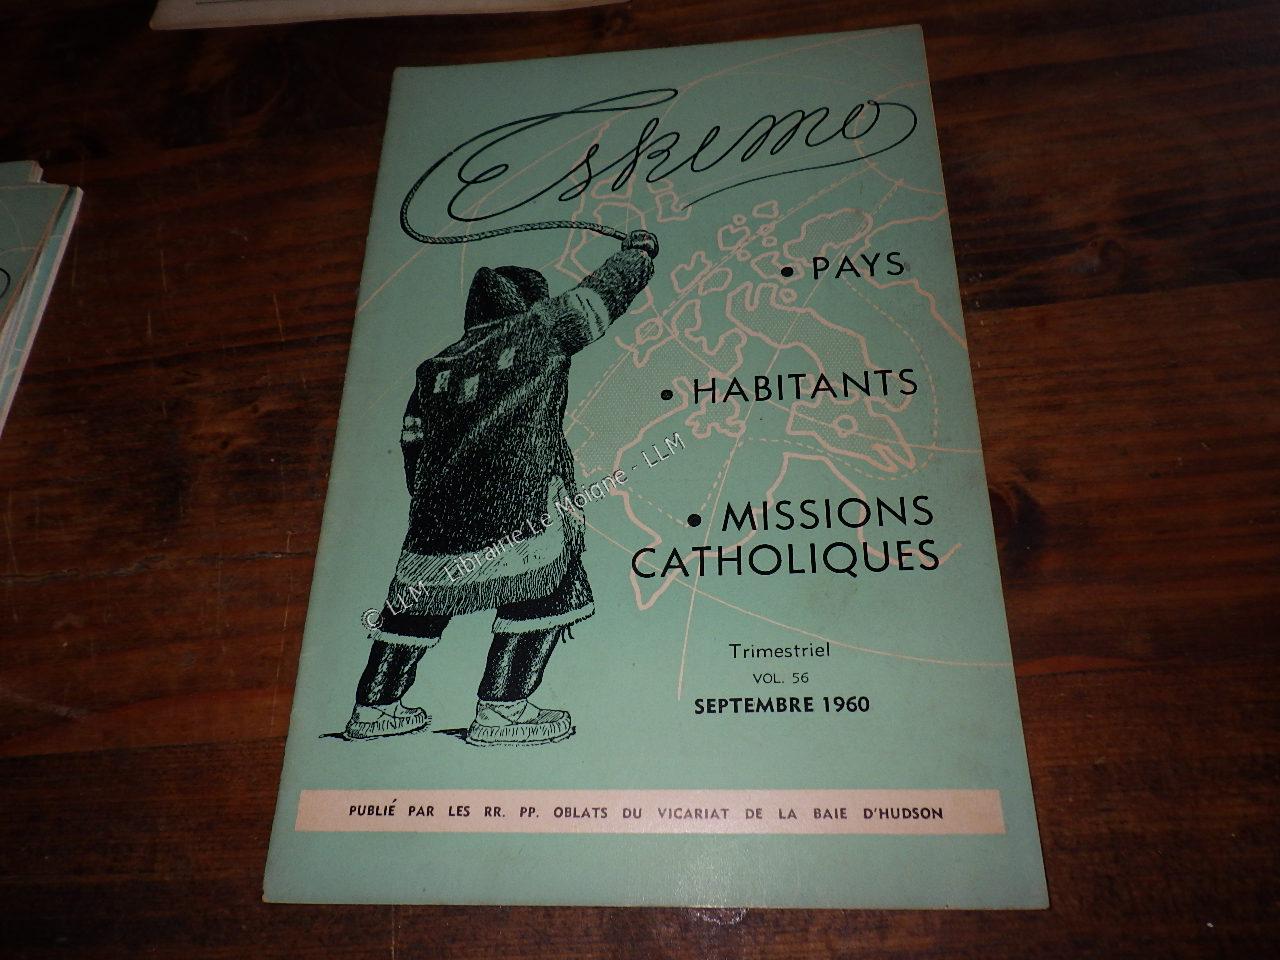 Eskimo
• PAYS
• HABITANTS
• MISSIONS
CATHOLIQUES
Trimestriel
VOL. 56
SEPTEMBRE 1960
PUBLIÉ PAR LES RR. PP. OBLATS DU VICARIAT DE LA BAIE D'HUDSON
© LLM - Librairie Le Moigne - LLM